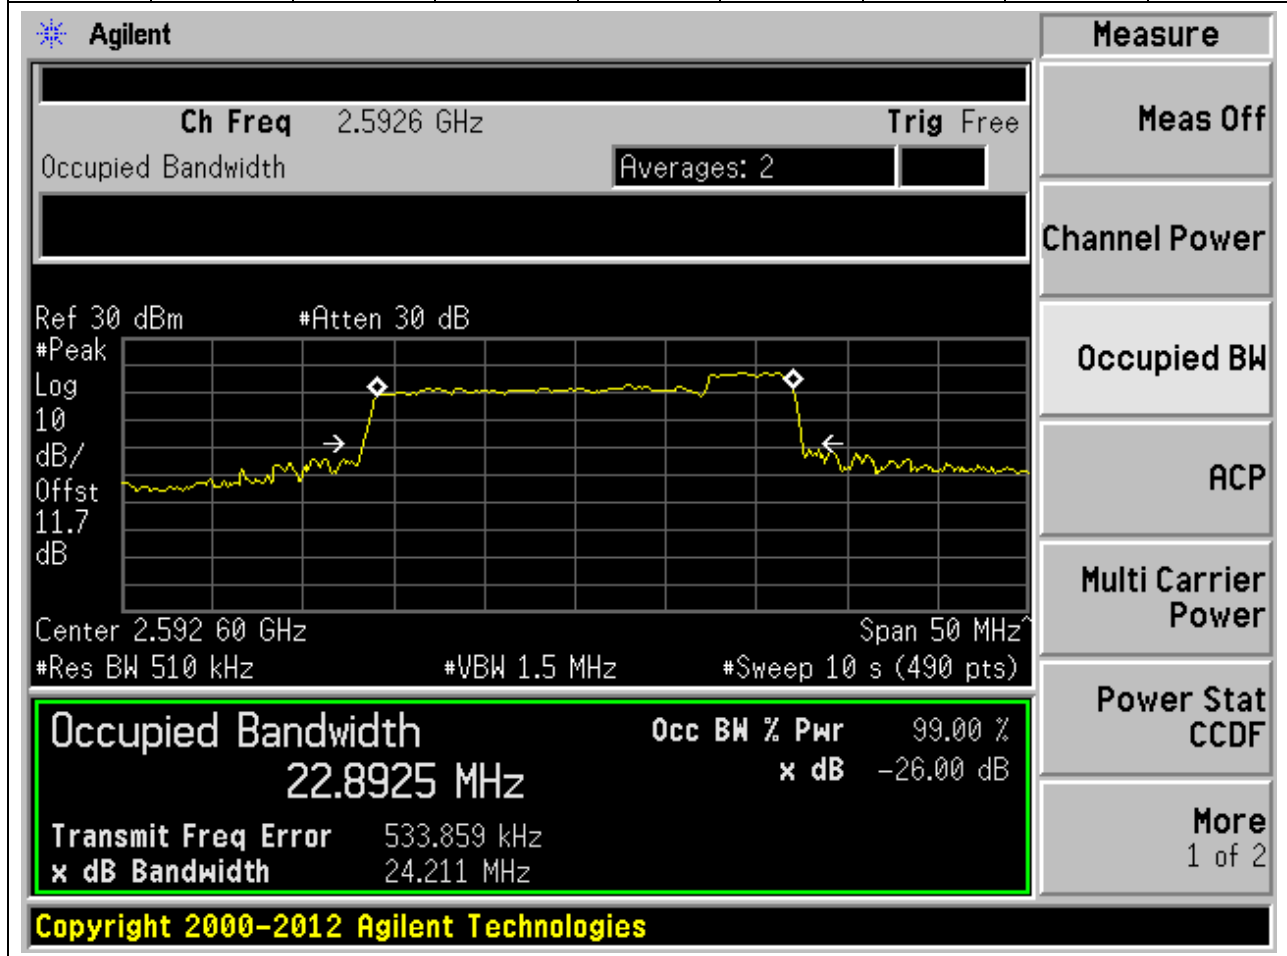 Agilent
Measure
Ch Freq 2.5926 GHz Trig Free
Occupied Bandwidth Averages: 2
Meas Off
Channel Power
Occupied BW
ACP
Multi Carrier
Power
Power Stat
CCDF
More
1 of 2
Ref 30 dBm #Atten 30 dB
#Peak
Log
10
dB/
Offst
11.7
dB
Center 2.592 60 GHz Span 50 MHz^
#Res BW 510 kHz #VBW 1.5 MHz #Sweep 10 s (490 pts)
Occupied Bandwidth Occ BW % Pwr 99.00 %
22.8925 MHz x dB -26.00 dB
Transmit Freq Error 533.859 kHz
x dB Bandwidth 24.211 MHz
Copyright 2000-2012 Agilent Technologies